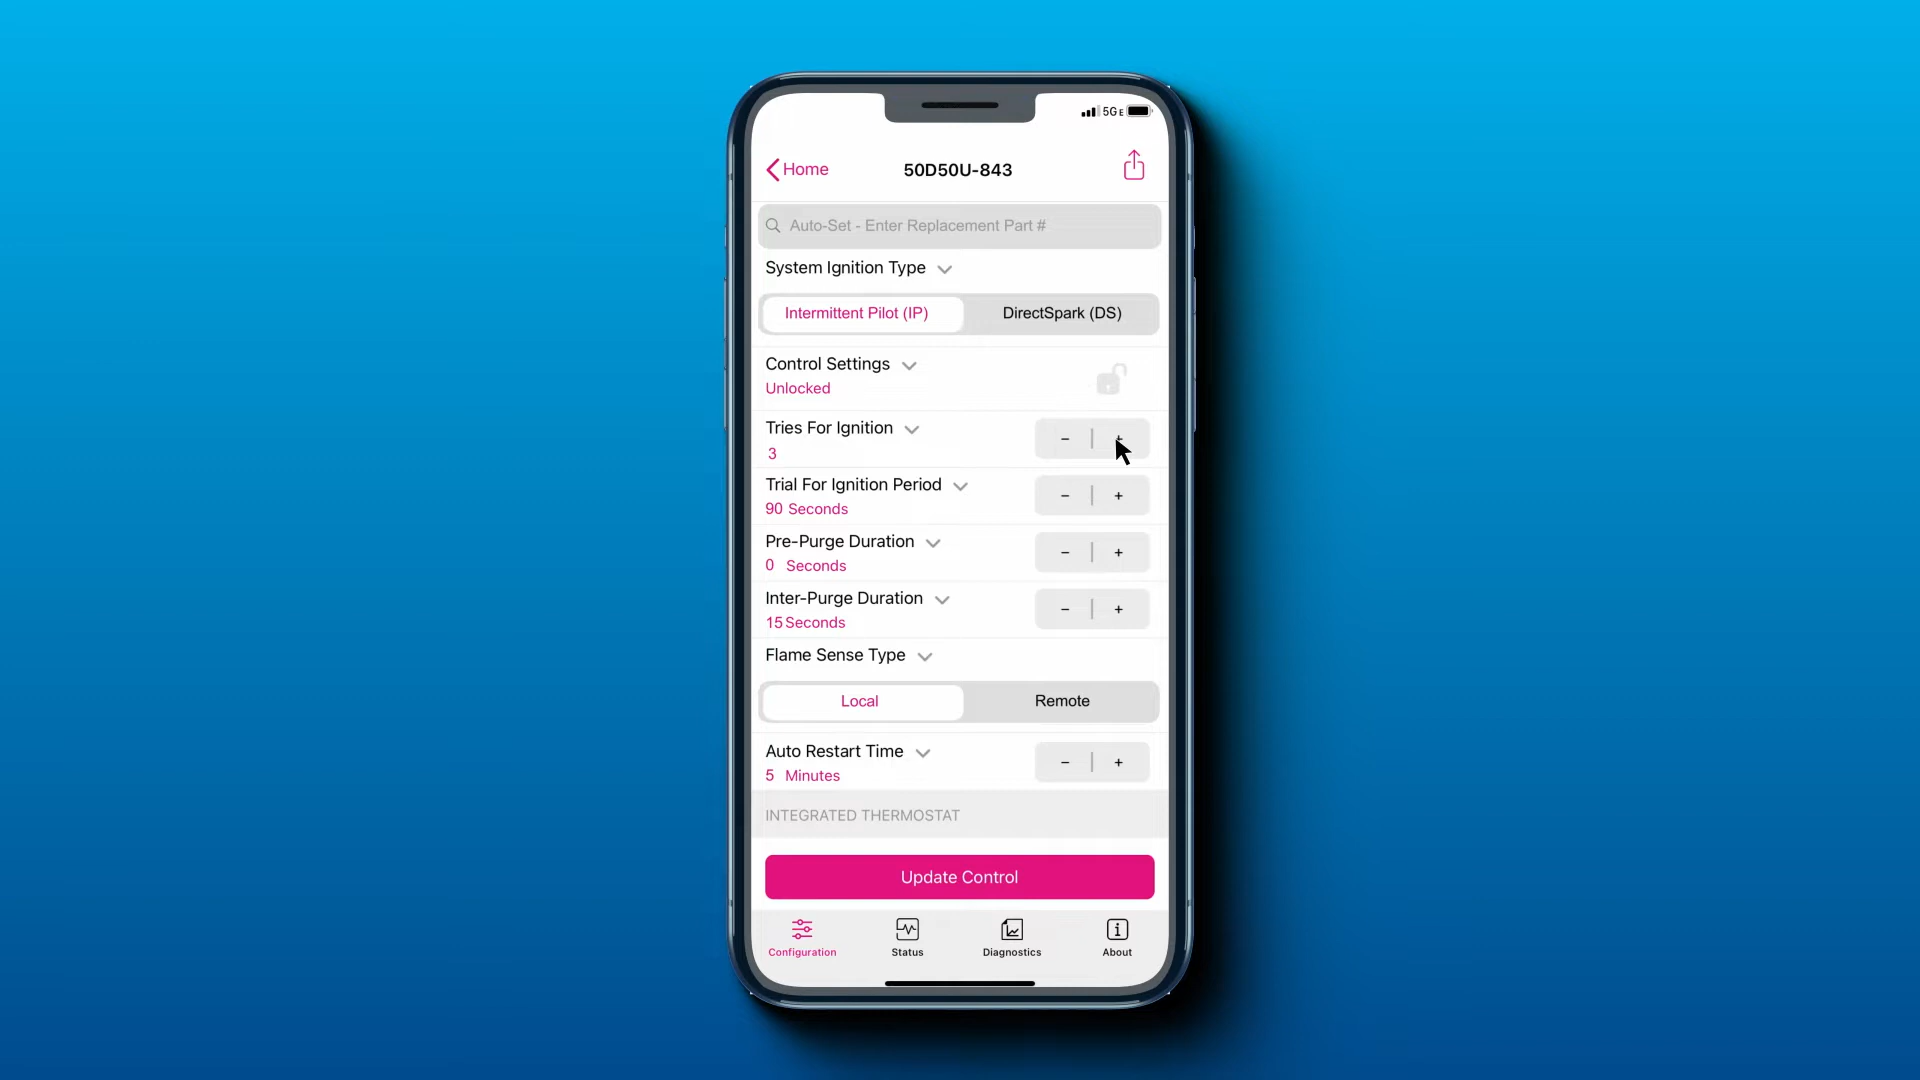 5GE
Home
50D50U-843
Auto-Set - Enter Replacement Part #
System Ignition Type
Intermittent Pilot (IP)
DirectSpark (DS)
Control Settings
Unlocked
Tries For Ignition
3
- | +
Trial For Ignition Period
90 Seconds
- | +
Pre-Purge Duration
0 Seconds
- | +
Inter-Purge Duration
15 Seconds
- | +
Flame Sense Type
Local
Remote
Auto Restart Time
5 Minutes
- | +
INTEGRATED THERMOSTAT
Update Control
Configuration
Status
Diagnostics
About